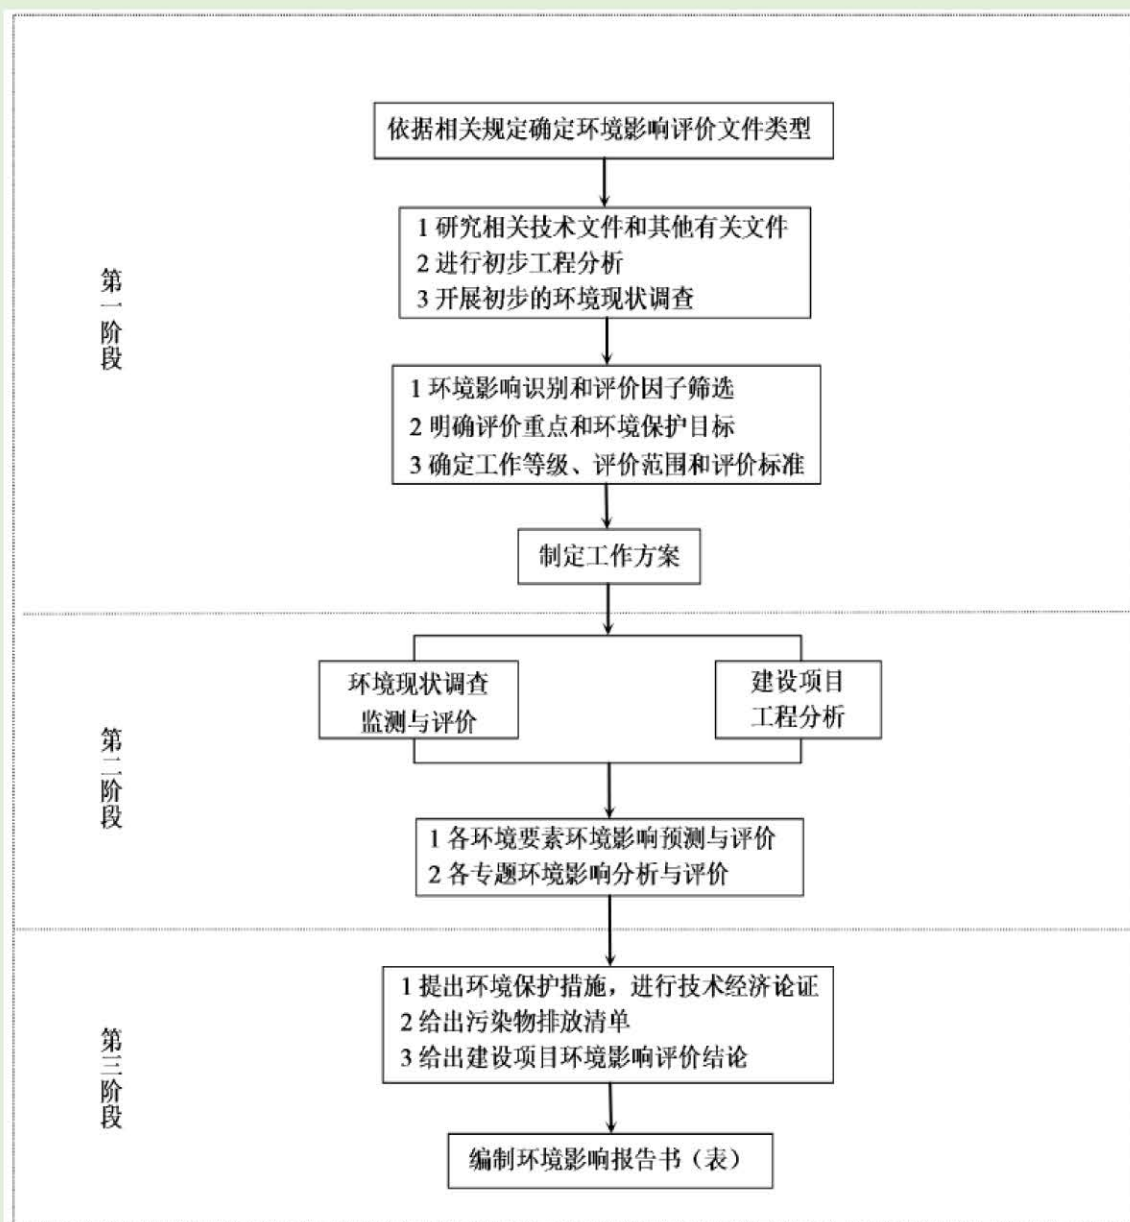 依据相关规定确定环境影响评价文件类型
1 研究相关技术文件和其他有关文件
2 进行初步工程分析
3 开展初步的环境现状调查
第一阶段
1 环境影响识别和评价因子筛选
2 明确评价重点和环境保护目标
3 确定工作等级、评价范围和评价标准
制定工作方案
环境现状调查
监测与评价
建设项目
工程分析
第二阶段
1 各环境要素环境影响预测与评价
2 各专题环境影响分析与评价
1 提出环境保护措施，进行技术经济论证
2 给出污染物排放清单
3 给出建设项目环境影响评价结论
第三阶段
编制环境影响报告书（表）